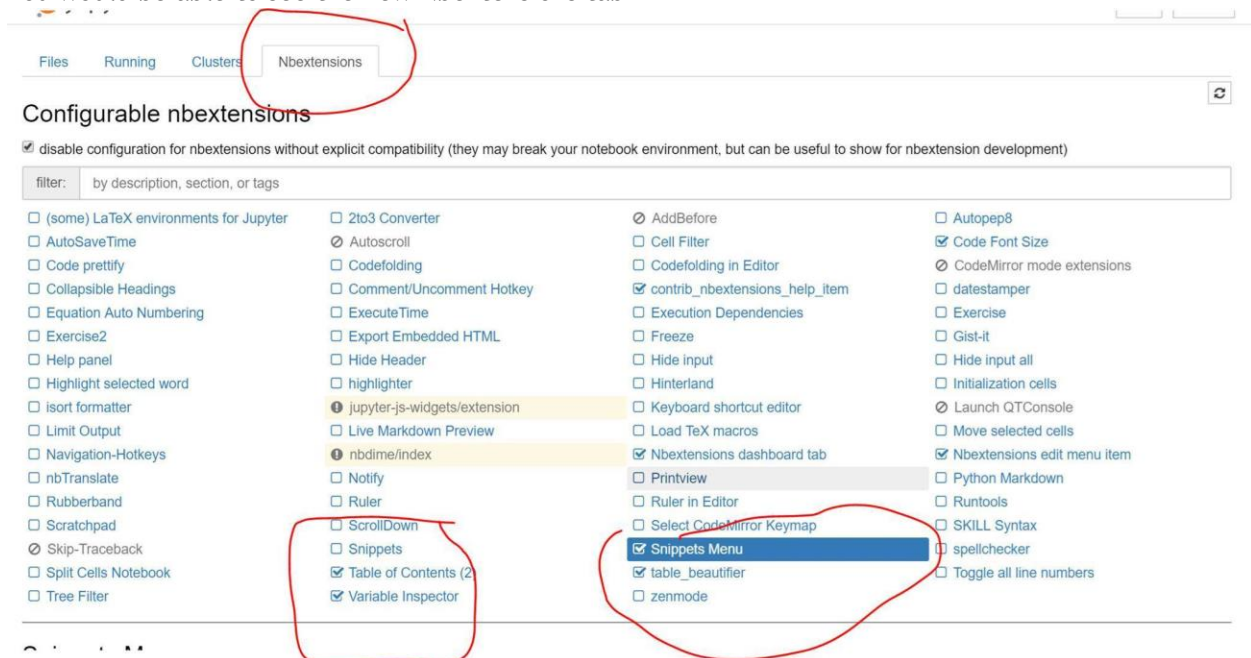 Files Running Clusters Nbextensions
Configurable nbextensions
disable configuration for nbextensions without explicit compatibility (they may break your notebook environment, but can be useful to show for nbextension development)
filter: by description, section, or tags
(some) LaTeX environments for Jupyter 2to3 Converter AddBefore Autopep8
AutoSaveTime Autoscroll Cell Filter Code Font Size
Code prettify Codefolding Codefolding in Editor CodeMirror mode extensions
Collapsible Headings Comment/Uncomment Hotkey contrib_nbextensions_help_item datestamper
Equation Auto Numbering ExecuteTime Execution Dependencies Exercise
Exercise2 Export Embedded HTML Freeze Gist-it
Help panel Hide Header Hide input Hide input all
Highlight selected word highlighter Hinterland Initialization cells
isort formatter jupyter-js-widgets/extension Keyboard shortcut editor Launch QTConsole
Limit Output Live Markdown Preview Load TeX macros Move selected cells
Navigation-Hotkeys nbdime/index Nbextensions dashboard tab Nbextensions edit menu item
nbTranslate Notify Printview Python Markdown
Rubberband Ruler Ruler in Editor Runtools
Scratchpad ScrollDown Select CodeMirror Keymap SKILL Syntax
Skip-Traceback Snippets Snippets Menu spellchecker
Split Cells Notebook Table of Contents (2) table_beautifier Toggle all line numbers
Tree Filter Variable Inspector zenmode